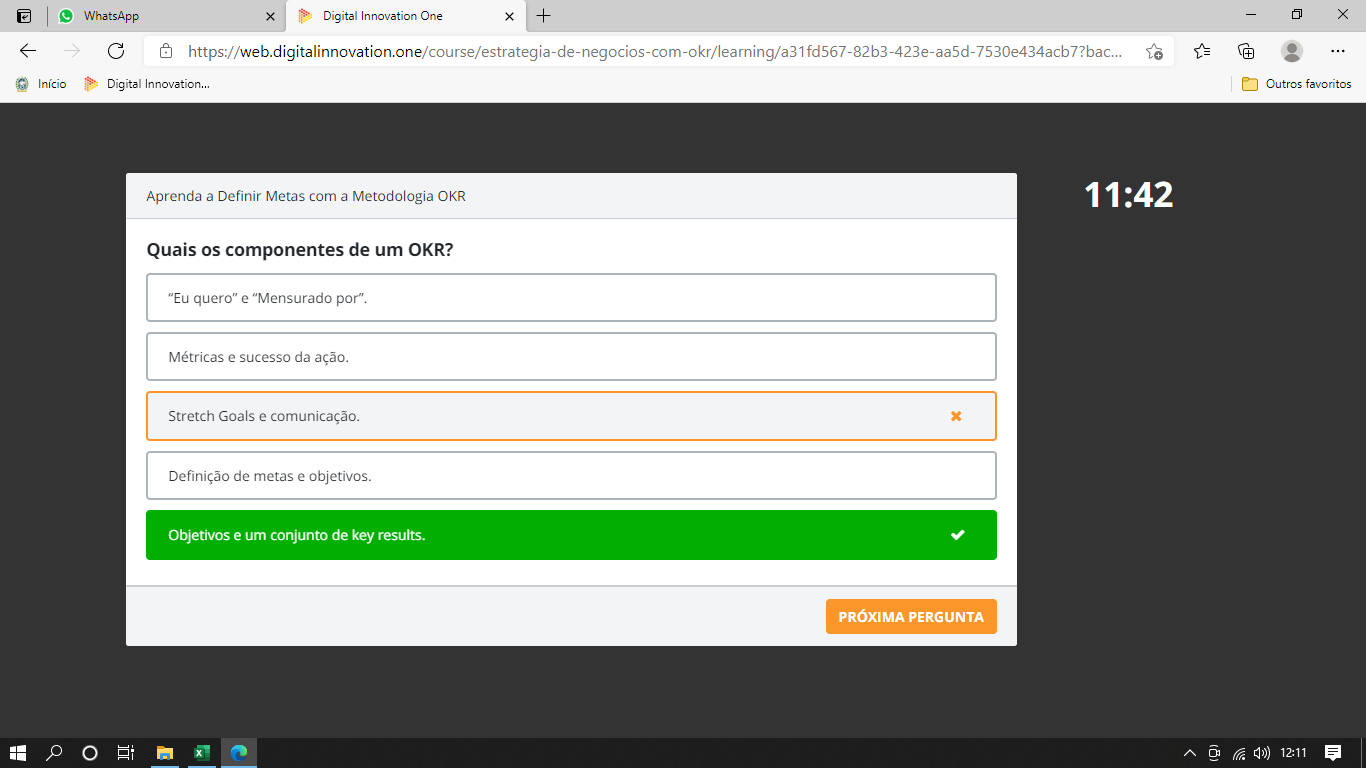 WhatsApp
Digital Innovation One
https://web.digitalinnovation.one/course/estrategia-de-negocios-com-okr/learning/a31fd567-82b3-423e-aa5d-7530e434acb7?bac...
Início
Digital Innovation...
Outros favoritos
Aprenda a Definir Metas com a Metodologia OKR
11:42
Quais os componentes de um OKR?
“Eu quero” e “Mensurado por”.
Métricas e sucesso da ação.
Stretch Goals e comunicação.
Definição de metas e objetivos.
Objetivos e um conjunto de key results.
PRÓXIMA PERGUNTA
12:11